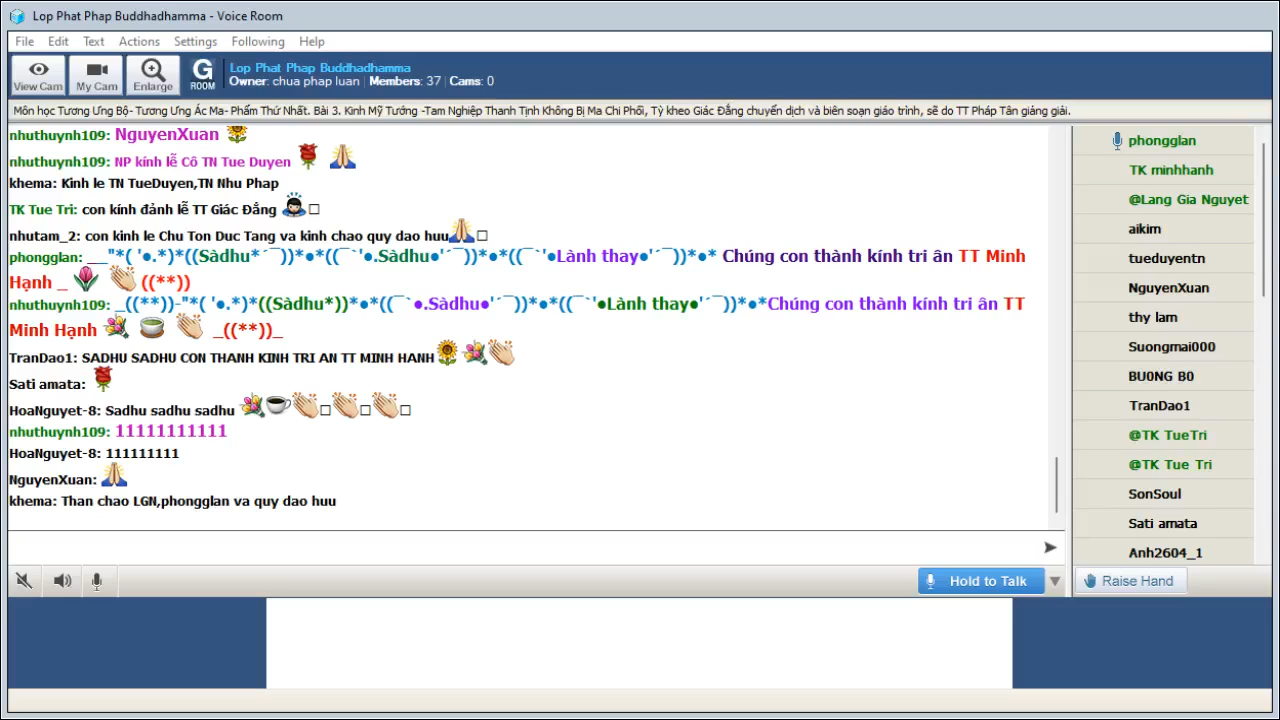 Lop Phat Phap Buddhadhamma - Voice Room
File Edit Text Actions Settings Following Help
View Cam My Cam Enlarge G ROOM
Lop Phat Phap Buddhadhamma
Owner: chua phap luan | Members: 37 | Cams: 0
Môn học Tương Ưng Bộ- Tương Ưng Ác Ma- Phẩm Thứ Nhất. Bài 3. Kinh Mỹ Tướng -Tam Nghiệp Thanh Tịnh Không Bị Ma Chi Phối, Tỳ kheo Giác Đẳng chuyển dịch và biên soạn giáo trình, sẽ do TT Pháp Tân giảng giải.
nhuthuynh109: NguyenXuan 🌻
nhuthuynh109: NP kính lễ Cô TN Tue Duyen 🌹 🙏
khema: Kinh le TN TueDuyen,TN Nhu Phap
TK Tue Tri: con kính đảnh lễ TT Giác Đẳng 🙇□
nhutam_2: con kinh le Chu Ton Duc Tang va kinh chao quy dao huu🙏□
phongglan: __"*( '●.*)*((Sàdhu*´¯))*●*((¯`'●.Sàdhu●'´¯))*●*((¯`'●Lành thay●'´¯))*●* Chúng con thành kính tri ân TT Minh
Hạnh _ 🌷 👏 ((**))
nhuthuynh109: _((**))-"*( '●.*)*((Sàdhu*))*●*((¯`●.Sàdhu●'´¯))*●*((¯`'●Lành thay●'´¯))*●*Chúng con thành kính tri ân TT
Minh Hạnh 💐 🍵 👏 _((**))_
TranDao1: SADHU SADHU CON THANH KINH TRI AN TT MINH HANH🌻 💐👏
Sati amata: 🌹
HoaNguyet-8: Sadhu sadhu sadhu 💐☕👏□👏□👏□
nhuthuynh109: 11111111111
HoaNguyet-8: 111111111
NguyenXuan: 🙏
khema: Than chao LGN,phongglan va quy dao huu
Hold to Talk
phongglan
TK minhhanh
@Lang Gia Nguyet
aikim
tueduyentn
NguyenXuan
thy lam
Suongmai000
BU0NG B0
TranDao1
@TK TueTri
@TK Tue Tri
SonSoul
Sati amata
Anh2604_1
Raise Hand